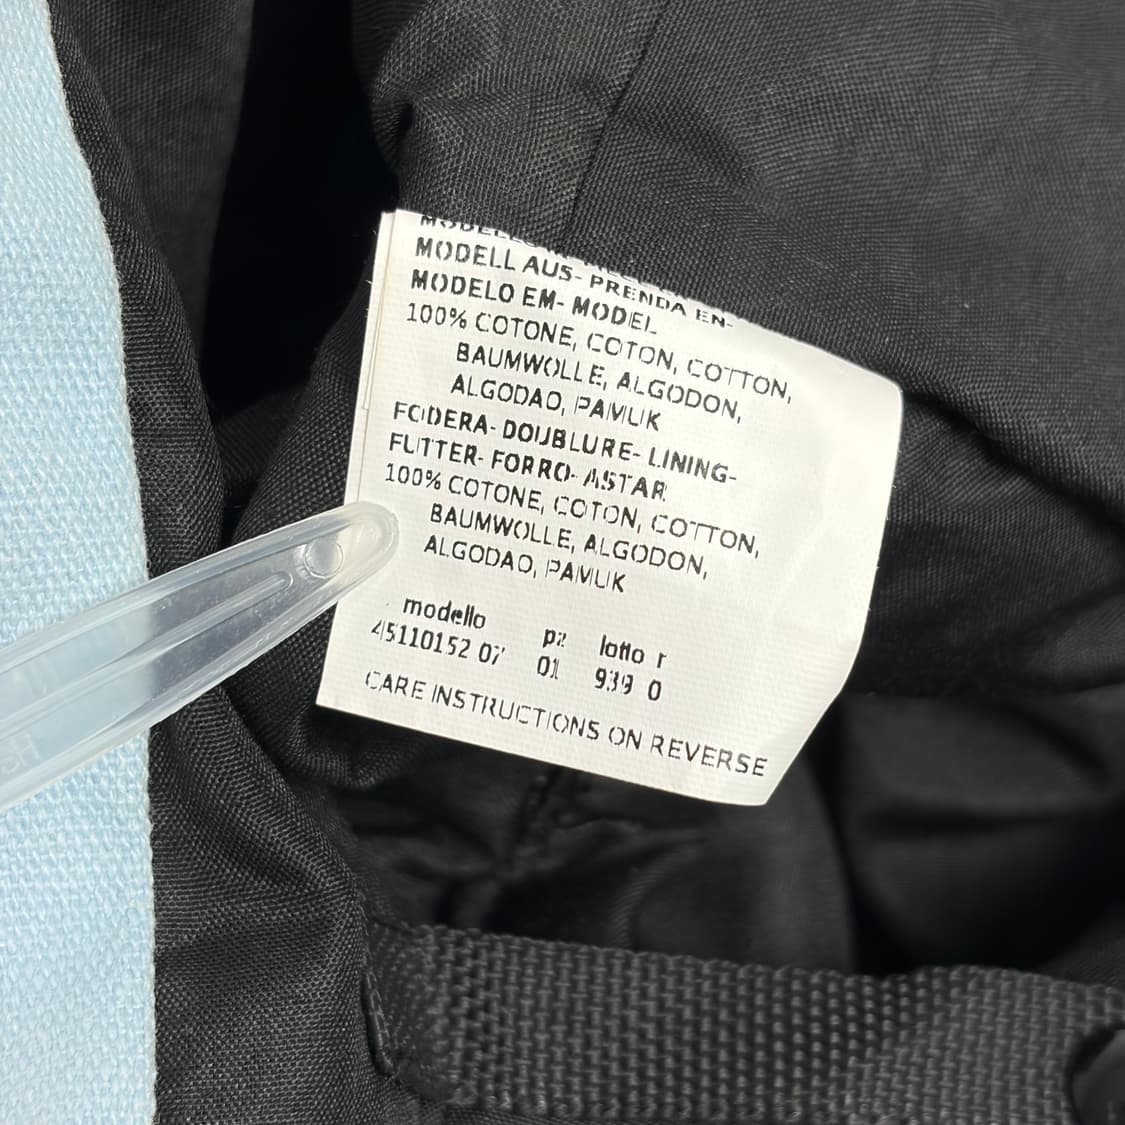 MODELL AUS- PRENDA EN-
MODELO EM- MODEL
100% COTONE, COTON, COTTON,
BAUMWOLLE, ALGODON,
ALGODAO, PAMUK
FODERA- DOUBLURE- LINING-
FUTTER- FORRO- ASTAR
100% COTONE, COTON, COTTON,
BAUMWOLLE, ALGODON,
ALGODAO, PAMUK
modello pz lotto r
45110152 07 01 939 0
CARE INSTRUCTIONS ON REVERSE